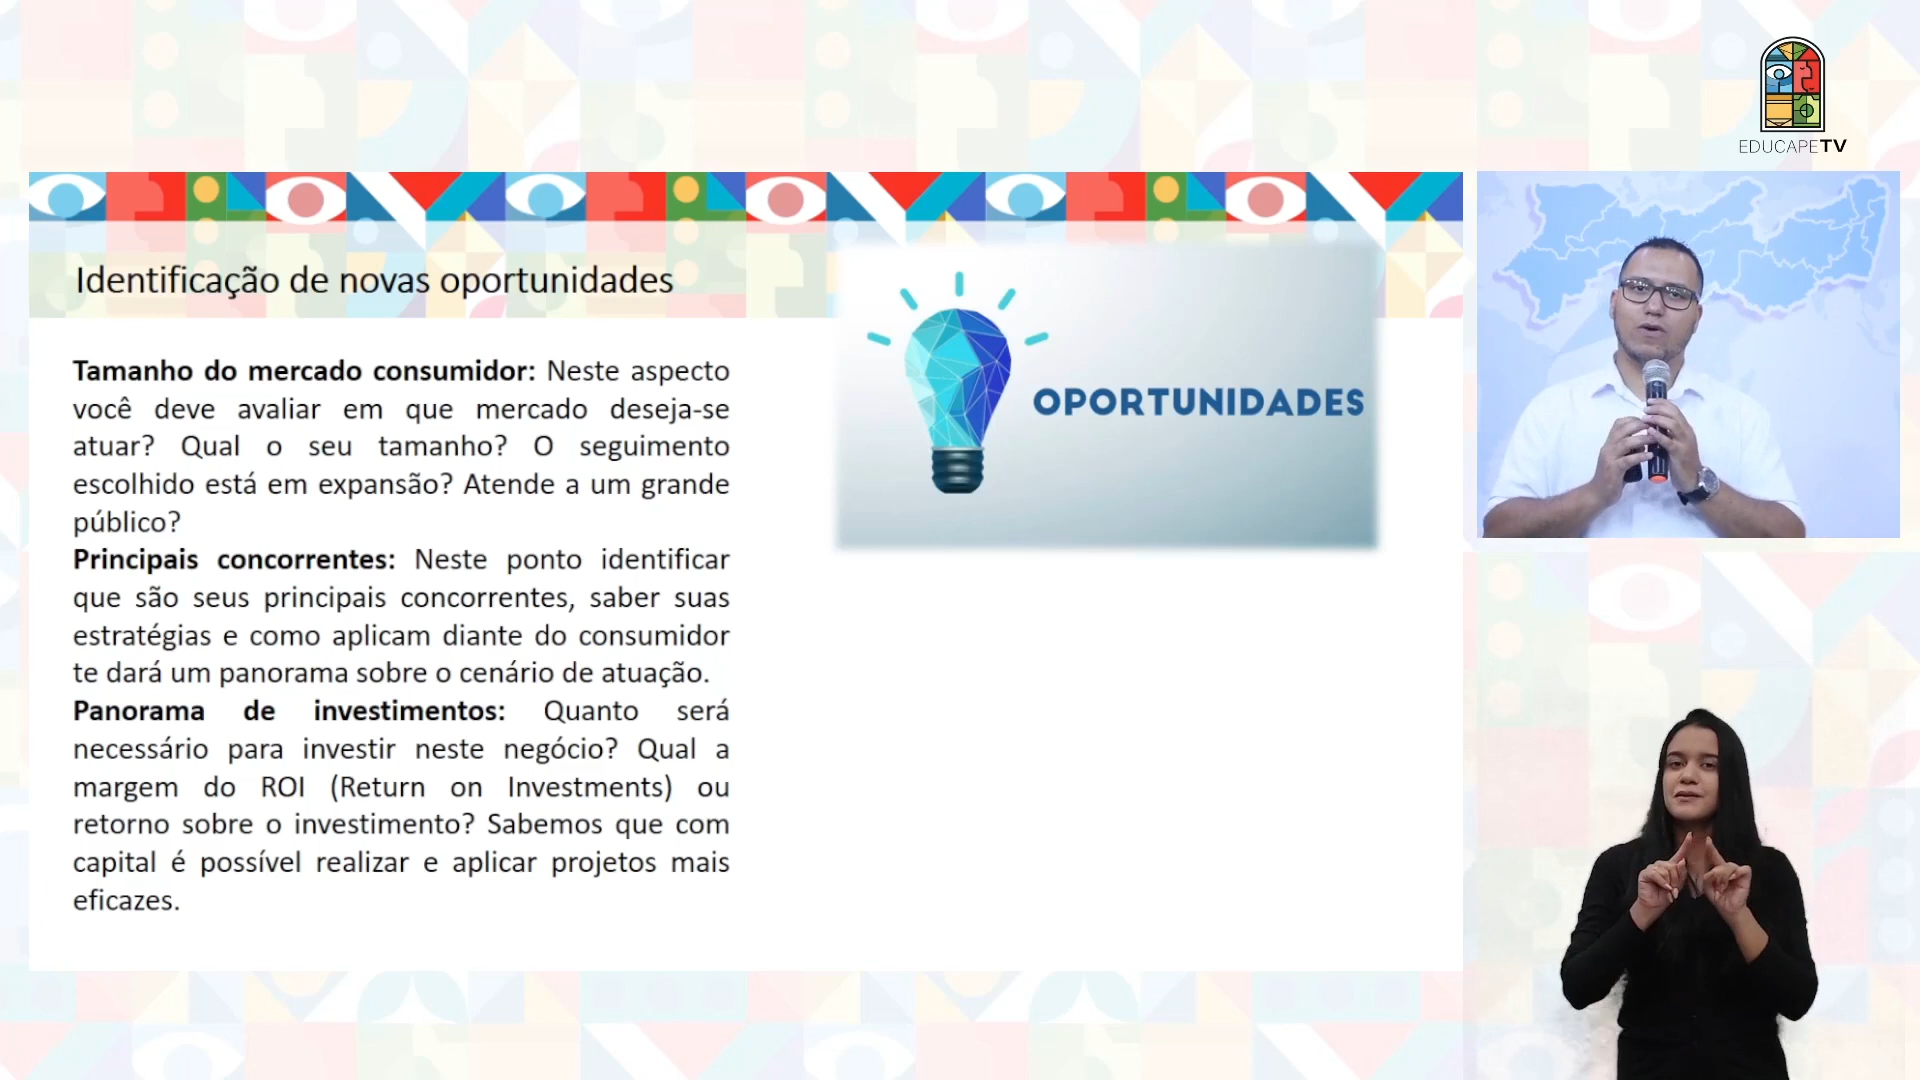 EDUCAPETV
Identificação de novas oportunidades
OPORTUNIDADES
Tamanho do mercado consumidor: Neste aspecto
você deve avaliar em que mercado deseja-se
atuar? Qual o seu tamanho? O seguimento
escolhido está em expansão? Atende a um grande
público?
Principais concorrentes: Neste ponto identificar
que são seus principais concorrentes, saber suas
estratégias e como aplicam diante do consumidor
te dará um panorama sobre o cenário de atuação.
Panorama de investimentos: Quanto será
necessário para investir neste negócio? Qual a
margem do ROI (Return on Investments) ou
retorno sobre o investimento? Sabemos que com
capital é possível realizar e aplicar projetos mais
eficazes.